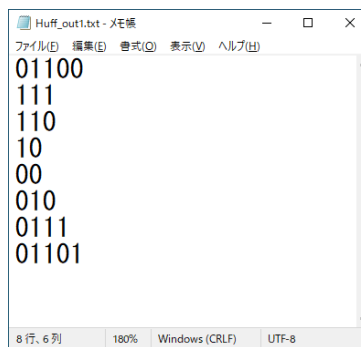 Huff_out1.txt - メモ帳
ファイル(F) 編集(E) 書式(O) 表示(V) ヘルプ(H)
01100
111
110
10
00
010
0111
01101
8 行、6 列 180% Windows (CRLF) UTF-8